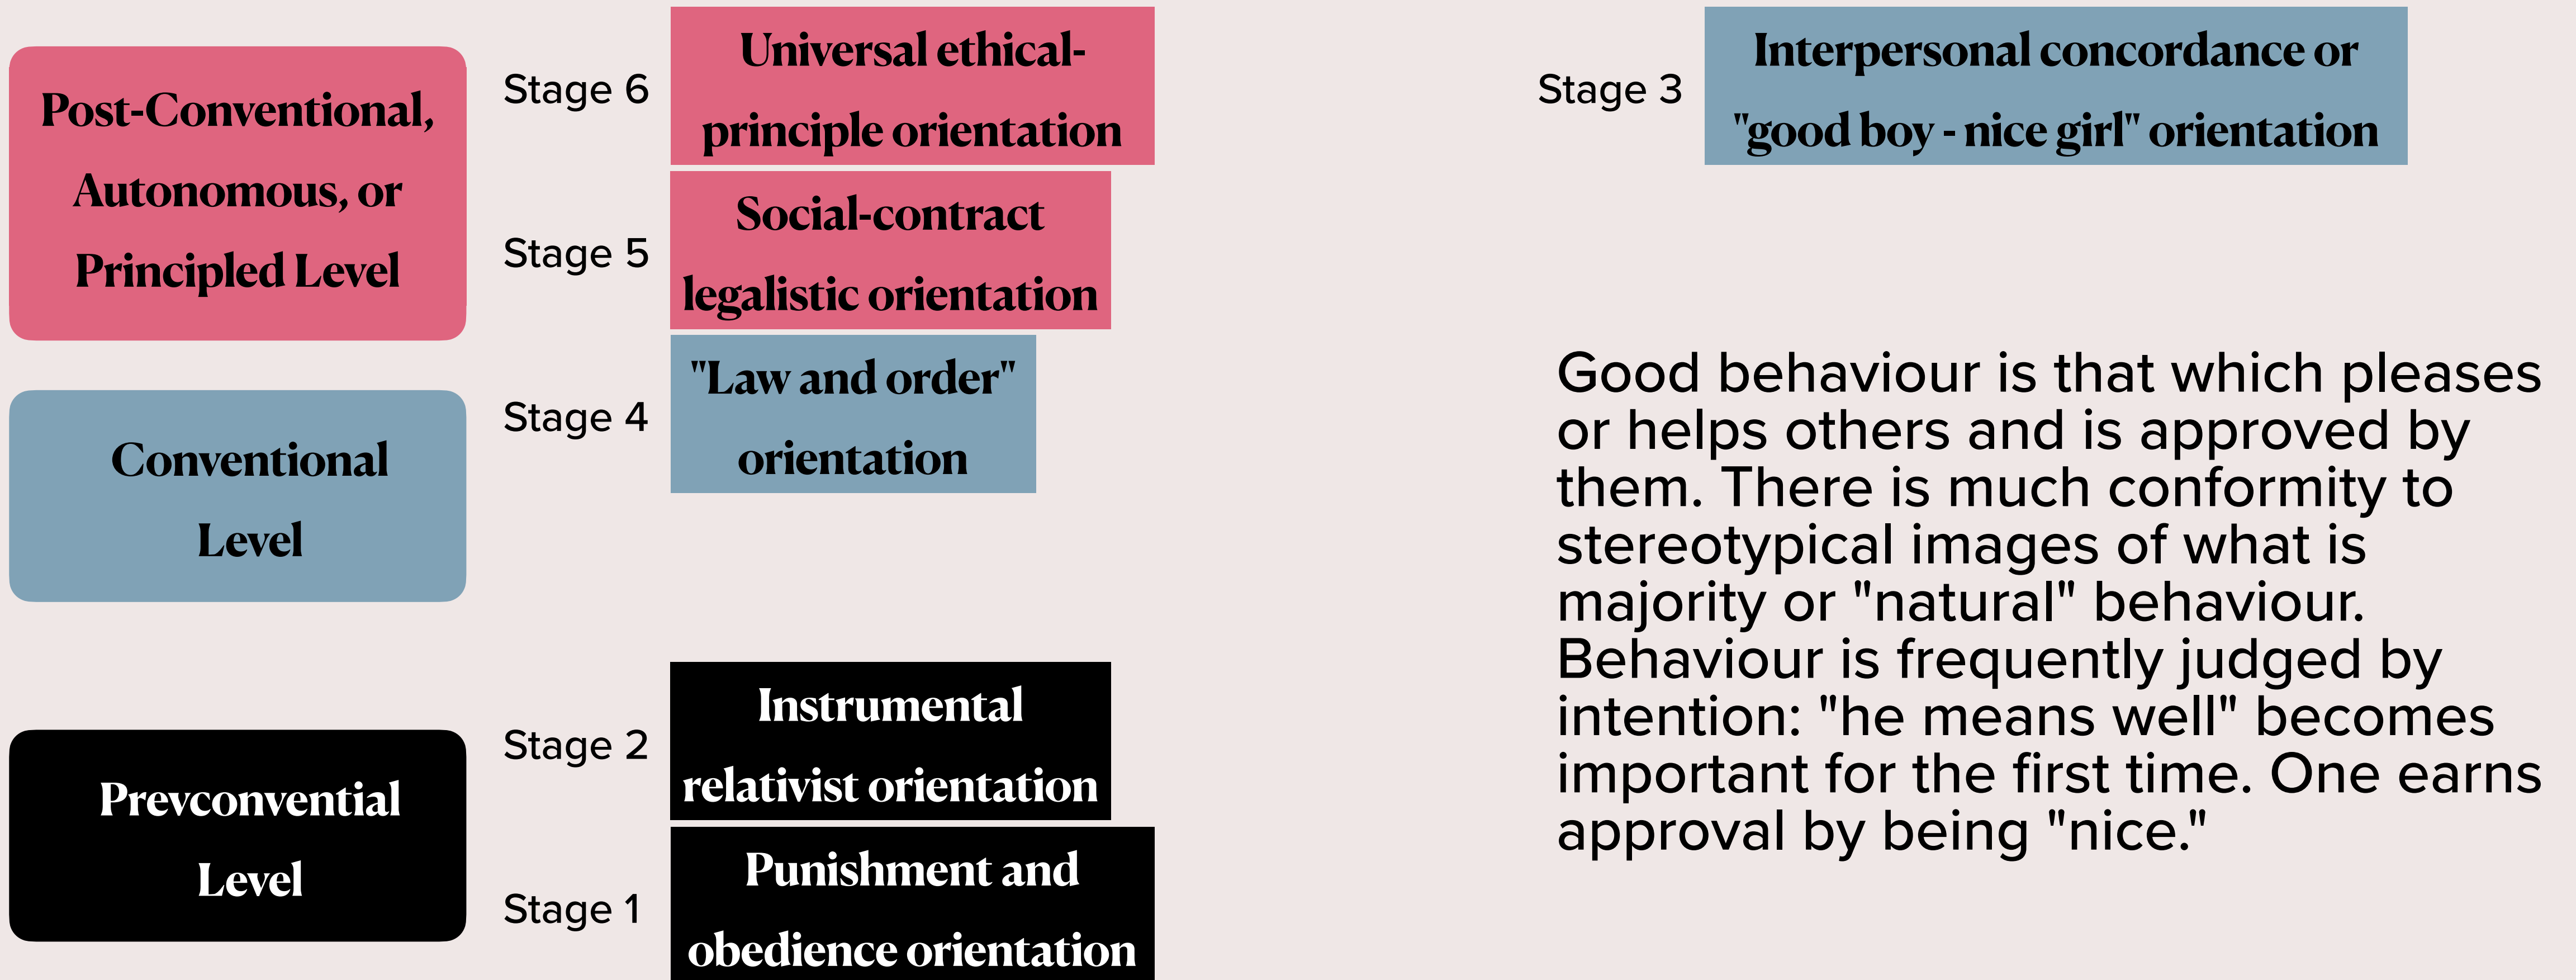 Post-Conventional,
Autonomous, or
Principled Level
Stage 6
Universal ethical-
principle orientation
Stage 5
Social-contract
legalistic orientation
Conventional
Level
Stage 4
"Law and order"
orientation
Prevconvential
Level
Stage 2
Instrumental
relativist orientation
Stage 1
Punishment and
obedience orientation
Stage 3
Interpersonal concordance or
"good boy - nice girl" orientation
Good behaviour is that which pleases
or helps others and is approved by
them. There is much conformity to
stereotypical images of what is
majority or "natural" behaviour.
Behaviour is frequently judged by
intention: "he means well" becomes
important for the first time. One earns
approval by being "nice."